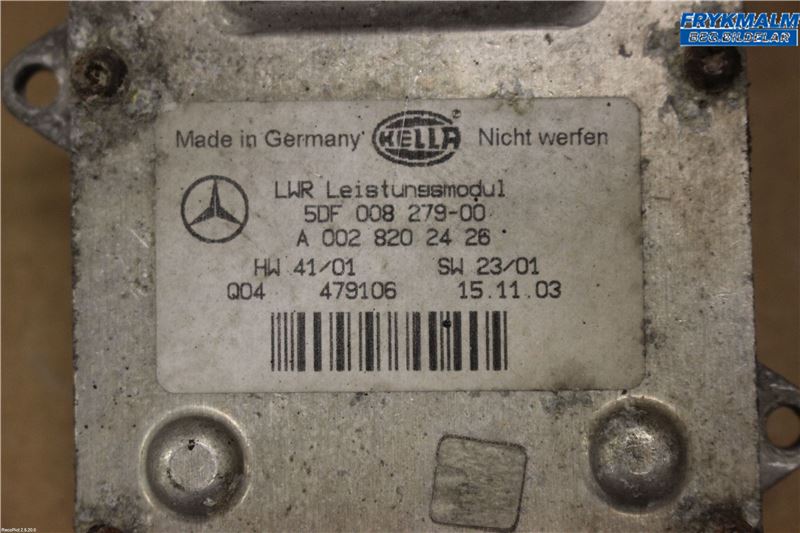 FRYKMALM
BZG.BILDELAR
Made in Germany HELLA ® Nicht werfen
LWR Leistungsmodul
5DF 008 279-00
A 002 820 24 26
HW 41/01 SW 23/01
Q04 479106 15.11.03